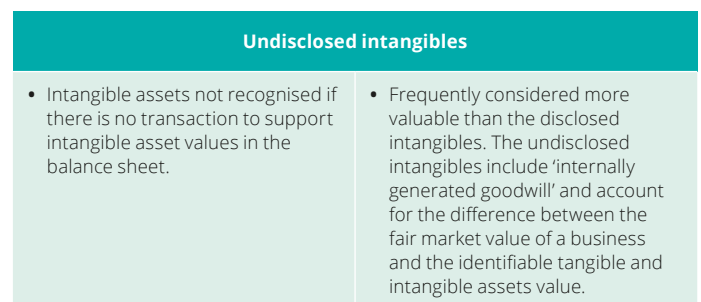 Undisclosed intangibles
• Intangible assets not recognised if
there is no transaction to support
intangible asset values in the
balance sheet.
• Frequently considered more
valuable than the disclosed
intangibles. The undisclosed
intangibles include ‘internally
generated goodwill’ and account
for the difference between the
fair market value of a business
and the identifiable tangible and
intangible assets value.